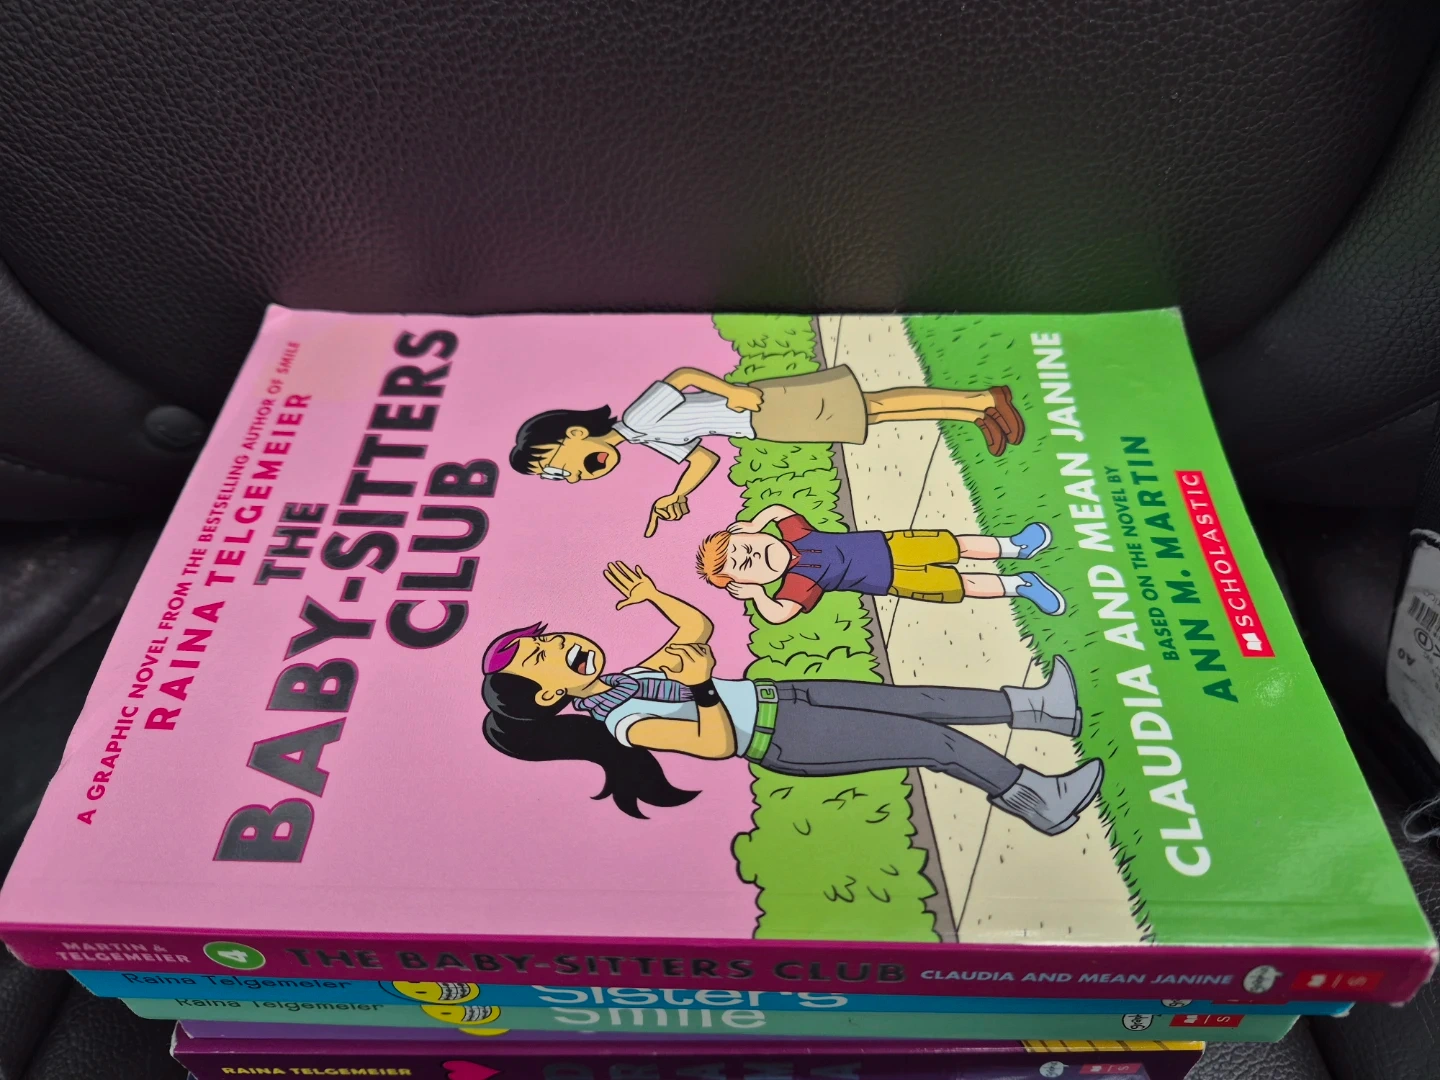 A GRAPHIC NOVEL FROM THE BESTSELLING AUTHOR OF SMILE
RAINA TELGEMEIER
THE
BABY-SITTERS
CLUB
CLAUDIA AND MEAN JANINE
BASED ON THE NOVEL BY
ANN M. MARTIN
SCHOLASTIC
MARTIN &
TELGEMEIER
4
THE BABY-SITTERS CLUB
CLAUDIA AND MEAN JANINE
Raina Telgemeier
Sisters
Raina Telgemeier
Smile
RAINA TELGEMEIER
DRAMA
A0